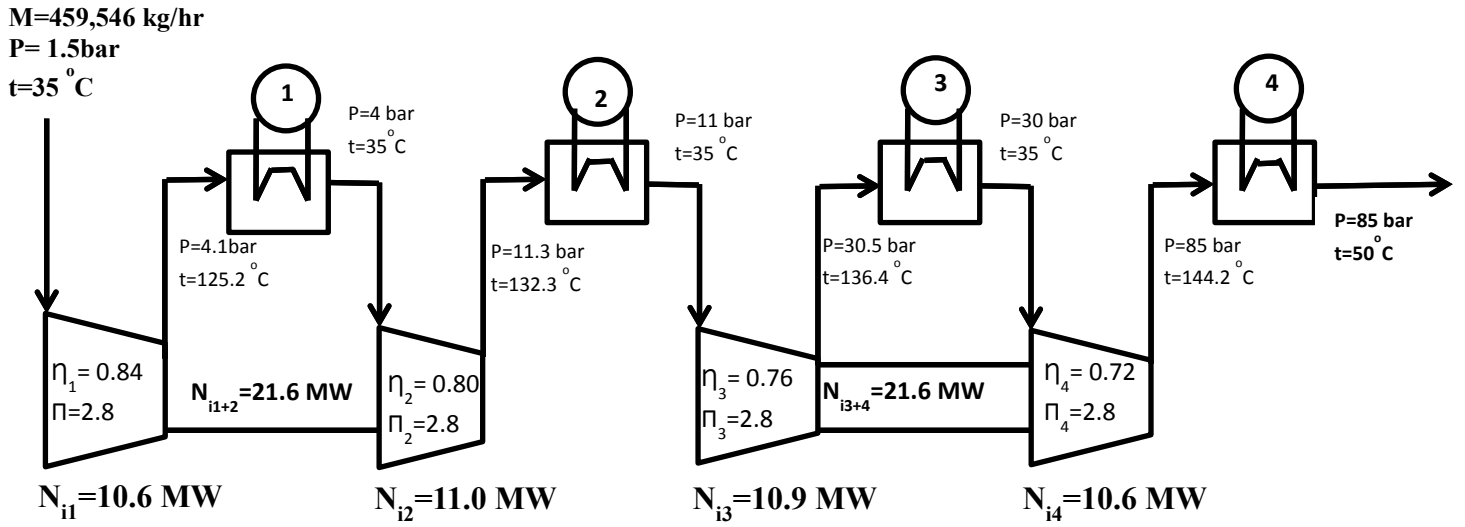 M=459,546 kg/hr
P= 1.5bar
t=35 °C
1
P=4 bar
t=35°C
2
P=11 bar
t=35 °C
3
P=30 bar
t=35 °C
4
P=4.1bar
t=125.2 °C
P=11.3 bar
t=132.3 °C
P=30.5 bar
t=136.4 °C
P=85 bar
t=144.2 °C
P=85 bar
t=50°C
η1= 0.84
Π=2.8
Ni1+2=21.6 MW
η2= 0.80
Π2=2.8
η3= 0.76
Π3=2.8
Ni3+4=21.6 MW
η4= 0.72
Π4=2.8
Ni1=10.6 MW
Ni2=11.0 MW
Ni3=10.9 MW
Ni4=10.6 MW